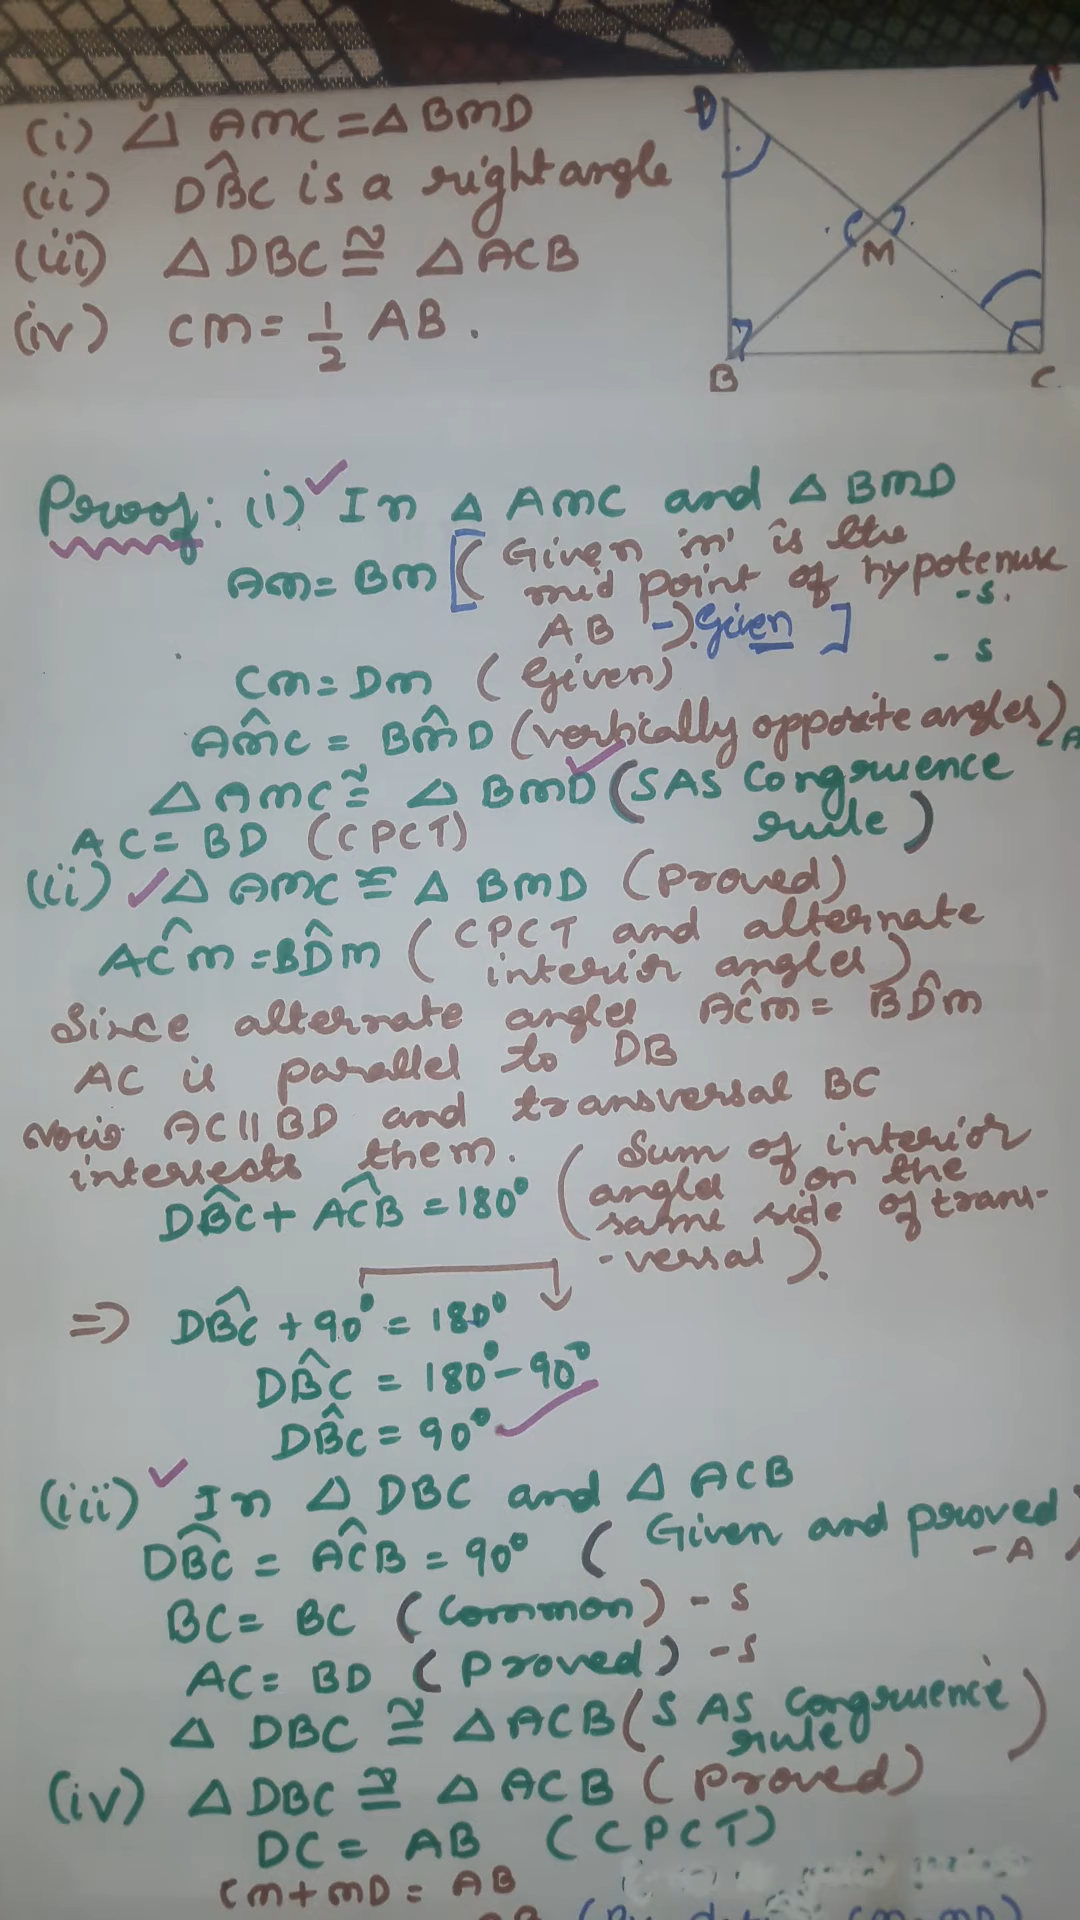 (i) △ AMC = △ BMD
(ii) DB̂C is a right angle
(iii) △ DBC ≅ △ ACB
(iv) CM = 1/2 AB.
D A
M
B C
Proof: (i) ✓ In △ AMC and △ BMD
AM = BM [( Given 'm' is the
mid point of hypotenuse
AB -). Given ] - S.
CM = DM (Given) - S
AM̂C = BM̂D (vertically opposite angles) - A
△ AMC ≅ △ BMD (SAS Congruence
rule)
AC = BD (CPCT)
(ii) ✓ △ AMC ≅ △ BMD (Proved)
AĈM = BD̂M ( CPCT and alternate
interior angles)
Since alternate angles AĈM = BD̂M
AC is parallel to DB
Now AC || BD and transversal BC
intersects them. ( Sum of interior
angles on the
DB̂C + AĈB = 180°
same side of trans-
-versal ).
=> DB̂C + 90° = 180°
DB̂C = 180° - 90°
DB̂C = 90° ✓
(iii) ✓ In △ DBC and △ ACB
DB̂C = AĈB = 90° ( Given and proved ) - A
BC = BC (Common) - S
AC = BD (Proved) - S
△ DBC ≅ △ ACB (SAS Congruence
rule)
(iv) △ DBC ≅ △ ACB (Proved)
DC = AB (CPCT)
CM + MD = AB